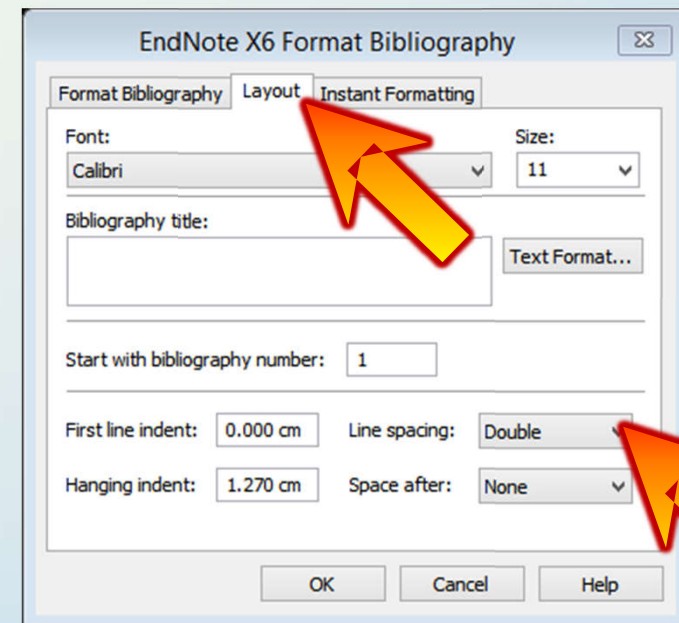 EndNote X6 Format Bibliography
Format Bibliography Layout Instant Formatting
Font: Size:
Calibri 11
Bibliography title:
Text Format...
Start with bibliography number: 1
First line indent: 0.000 cm Line spacing: Double
Hanging indent: 1.270 cm Space after: None
OK Cancel Help